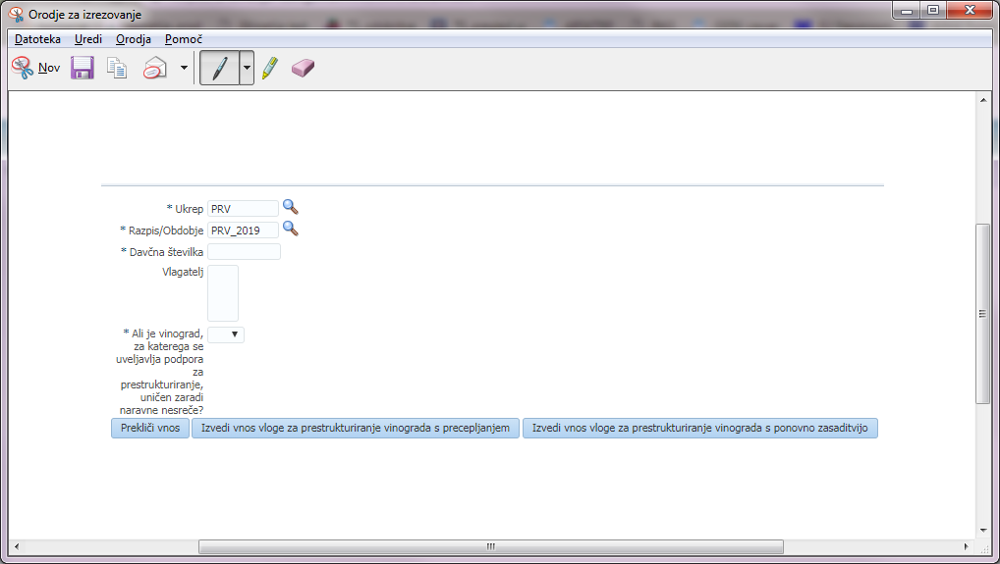 Orodje za izrezovanje
Datoteka Uredi Orodja Pomoč
Nov
* Ukrep PRV
* Razpis/Obdobje PRV_2019
* Davčna številka
Vlagatelj
* Ali je vinograd,
za katerega se
uveljavlja podpora
za
prestrukturiranje,
uničen zaradi
naravne nesreče?
Prekliči vnos Izvedi vnos vloge za prestrukturiranje vinograda s precepljanjem Izvedi vnos vloge za prestrukturiranje vinograda s ponovno zasaditvijo